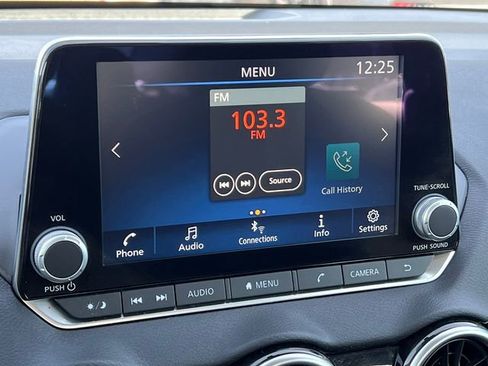 MENU 12:25
FM
103.3
FM
Source
Call History
TUNE·SCROLL
VOL
Phone Audio Connections Info Settings
PUSH SOUND
PUSH
AUDIO MENU CAMERA